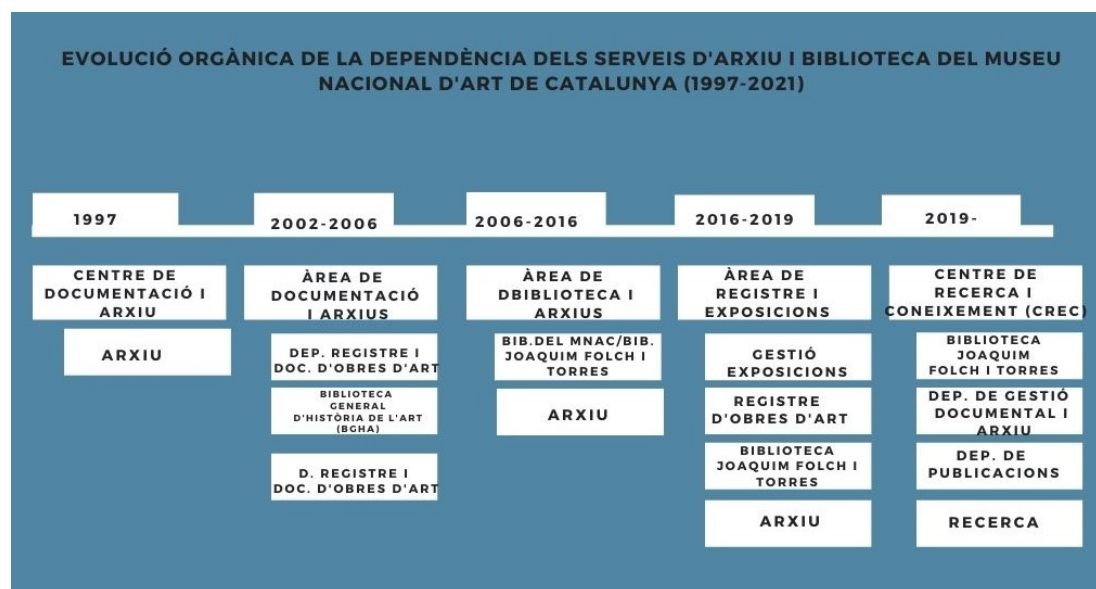 EVOLUCIÓ ORGÀNICA DE LA DEPENDÈNCIA DELS SERVEIS D'ARXIU I BIBLIOTECA DEL MUSEU
NACIONAL D'ART DE CATALUNYA (1997-2021)
1997
CENTRE DE
DOCUMENTACIÓ I
ARXIU
ARXIU
2002-2006
ÀREA DE
DOCUMENTACIÓ
I ARXIUS
DEP. REGISTRE I
DOC. D'OBRES D'ART
BIBLIOTECA
GENERAL
D'HISTÒRIA DE L'ART
(BGHA)
D. REGISTRE I
DOC. D'OBRES D'ART
2006-2016
ÀREA DE
DBIBLIOTECA I
ARXIUS
BIB.DEL MNAC/BIB.
JOAQUIM FOLCH I
TORRES
ARXIU
2016-2019
ÀREA DE
REGISTRE I
EXPOSICIONS
GESTIÓ
EXPOSICIONS
REGISTRE
D'OBRES D'ART
BIBLIOTECA
JOAQUIM FOLCH I
TORRES
ARXIU
2019-
CENTRE DE
RECERCA I
CONEIXEMENT (CREC)
BIBLIOTECA
JOAQUIM
FOLCH I TORRES
DEP. DE GESTIÓ
DOCUMENTAL I
ARXIU
DEP. DE
PUBLICACIONS
RECERCA